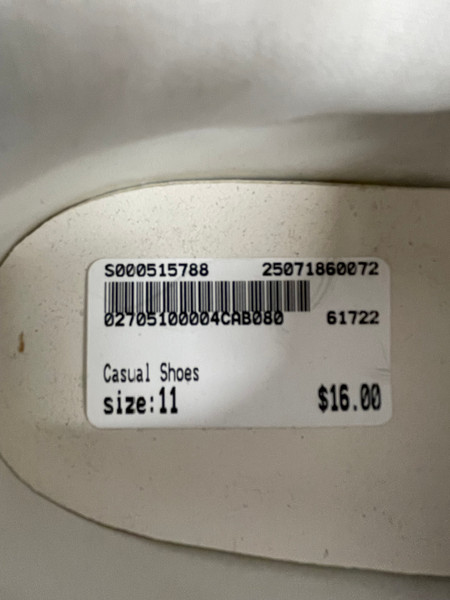 S000515788 25071860072
02705100004CAB080 61722
Casual Shoes
size:11 $16.00